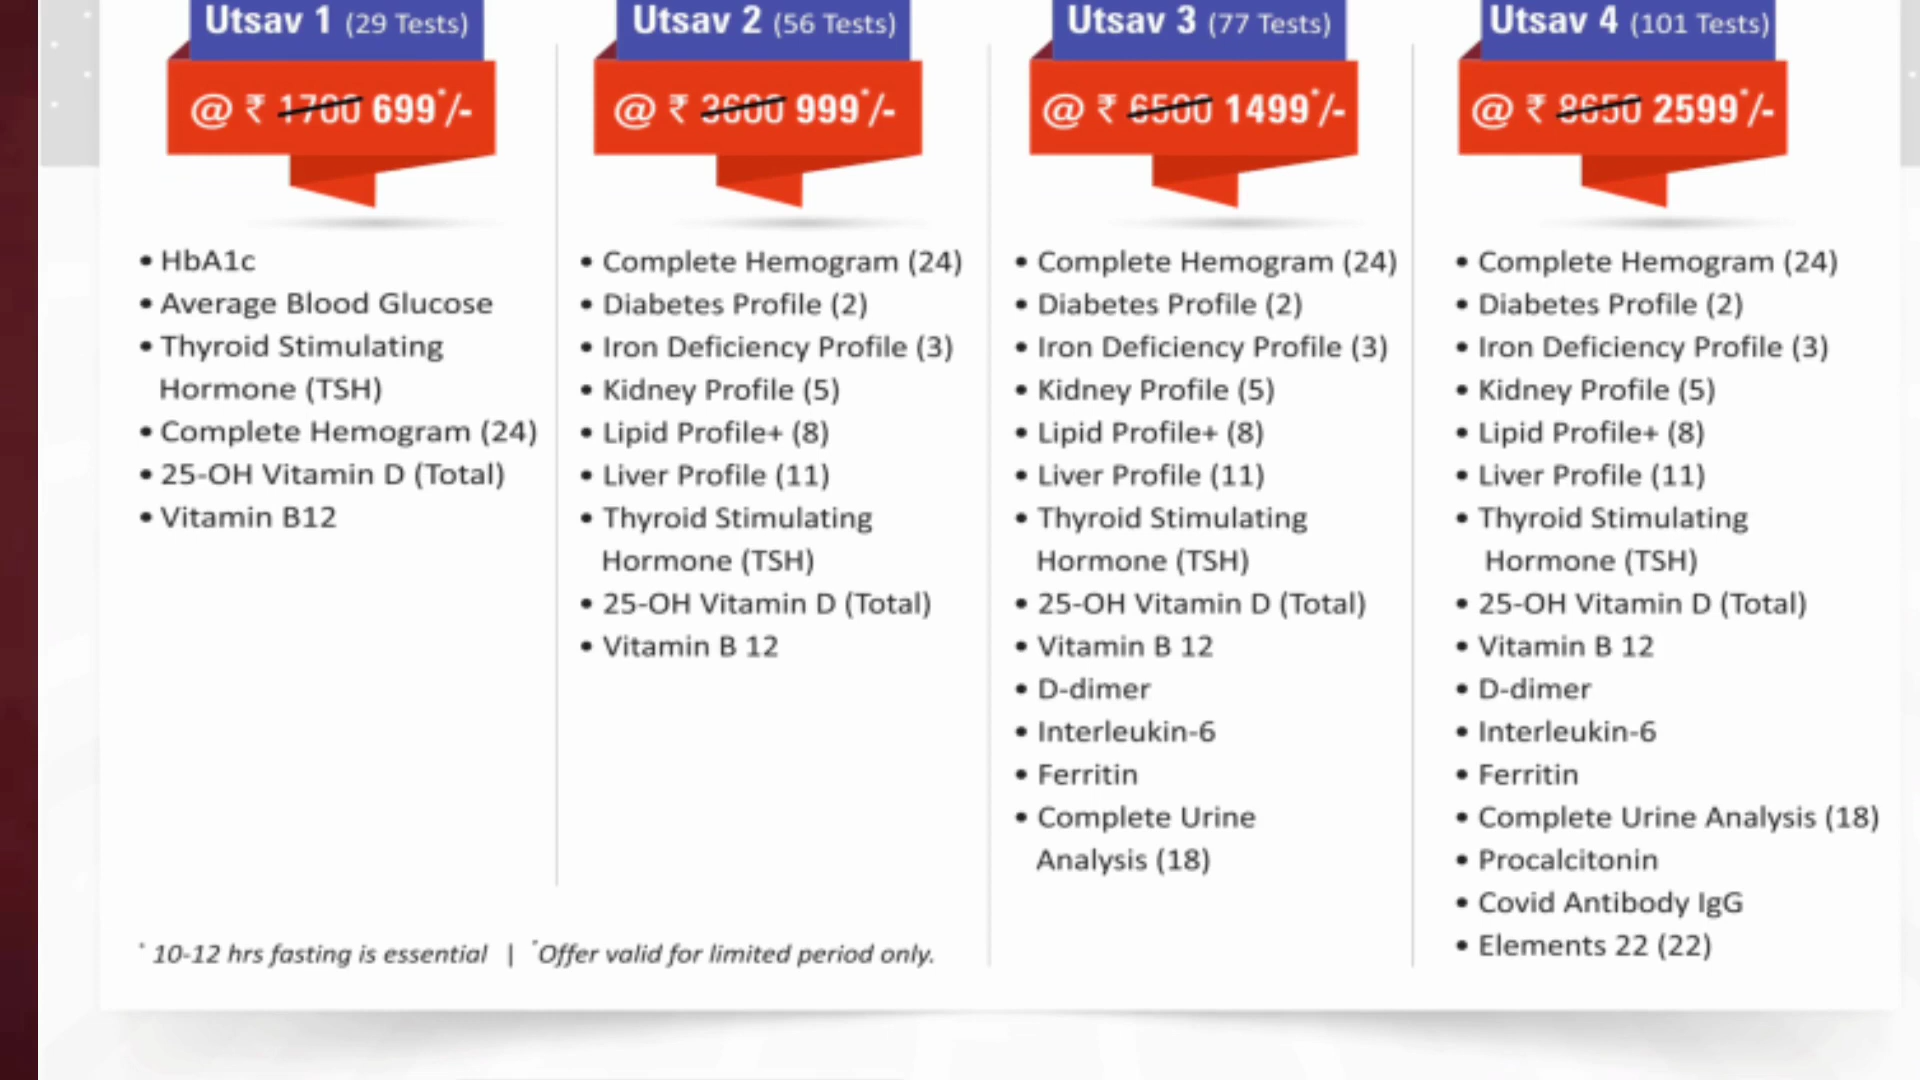 Utsav 1 (29 Tests)
@ ₹ 1700 699*/-
• HbA1c
• Average Blood Glucose
• Thyroid Stimulating
Hormone (TSH)
• Complete Hemogram (24)
• 25-OH Vitamin D (Total)
• Vitamin B12
Utsav 2 (56 Tests)
@ ₹ 3600 999*/-
• Complete Hemogram (24)
• Diabetes Profile (2)
• Iron Deficiency Profile (3)
• Kidney Profile (5)
• Lipid Profile+ (8)
• Liver Profile (11)
• Thyroid Stimulating
Hormone (TSH)
• 25-OH Vitamin D (Total)
• Vitamin B 12
Utsav 3 (77 Tests)
@ ₹ 6500 1499*/-
• Complete Hemogram (24)
• Diabetes Profile (2)
• Iron Deficiency Profile (3)
• Kidney Profile (5)
• Lipid Profile+ (8)
• Liver Profile (11)
• Thyroid Stimulating
Hormone (TSH)
• 25-OH Vitamin D (Total)
• Vitamin B 12
• D-dimer
• Interleukin-6
• Ferritin
• Complete Urine
Analysis (18)
Utsav 4 (101 Tests)
@ ₹ 8650 2599*/-
• Complete Hemogram (24)
• Diabetes Profile (2)
• Iron Deficiency Profile (3)
• Kidney Profile (5)
• Lipid Profile+ (8)
• Liver Profile (11)
• Thyroid Stimulating
Hormone (TSH)
• 25-OH Vitamin D (Total)
• Vitamin B 12
• D-dimer
• Interleukin-6
• Ferritin
• Complete Urine Analysis (18)
• Procalcitonin
• Covid Antibody IgG
• Elements 22 (22)
* 10-12 hrs fasting is essential | *Offer valid for limited period only.